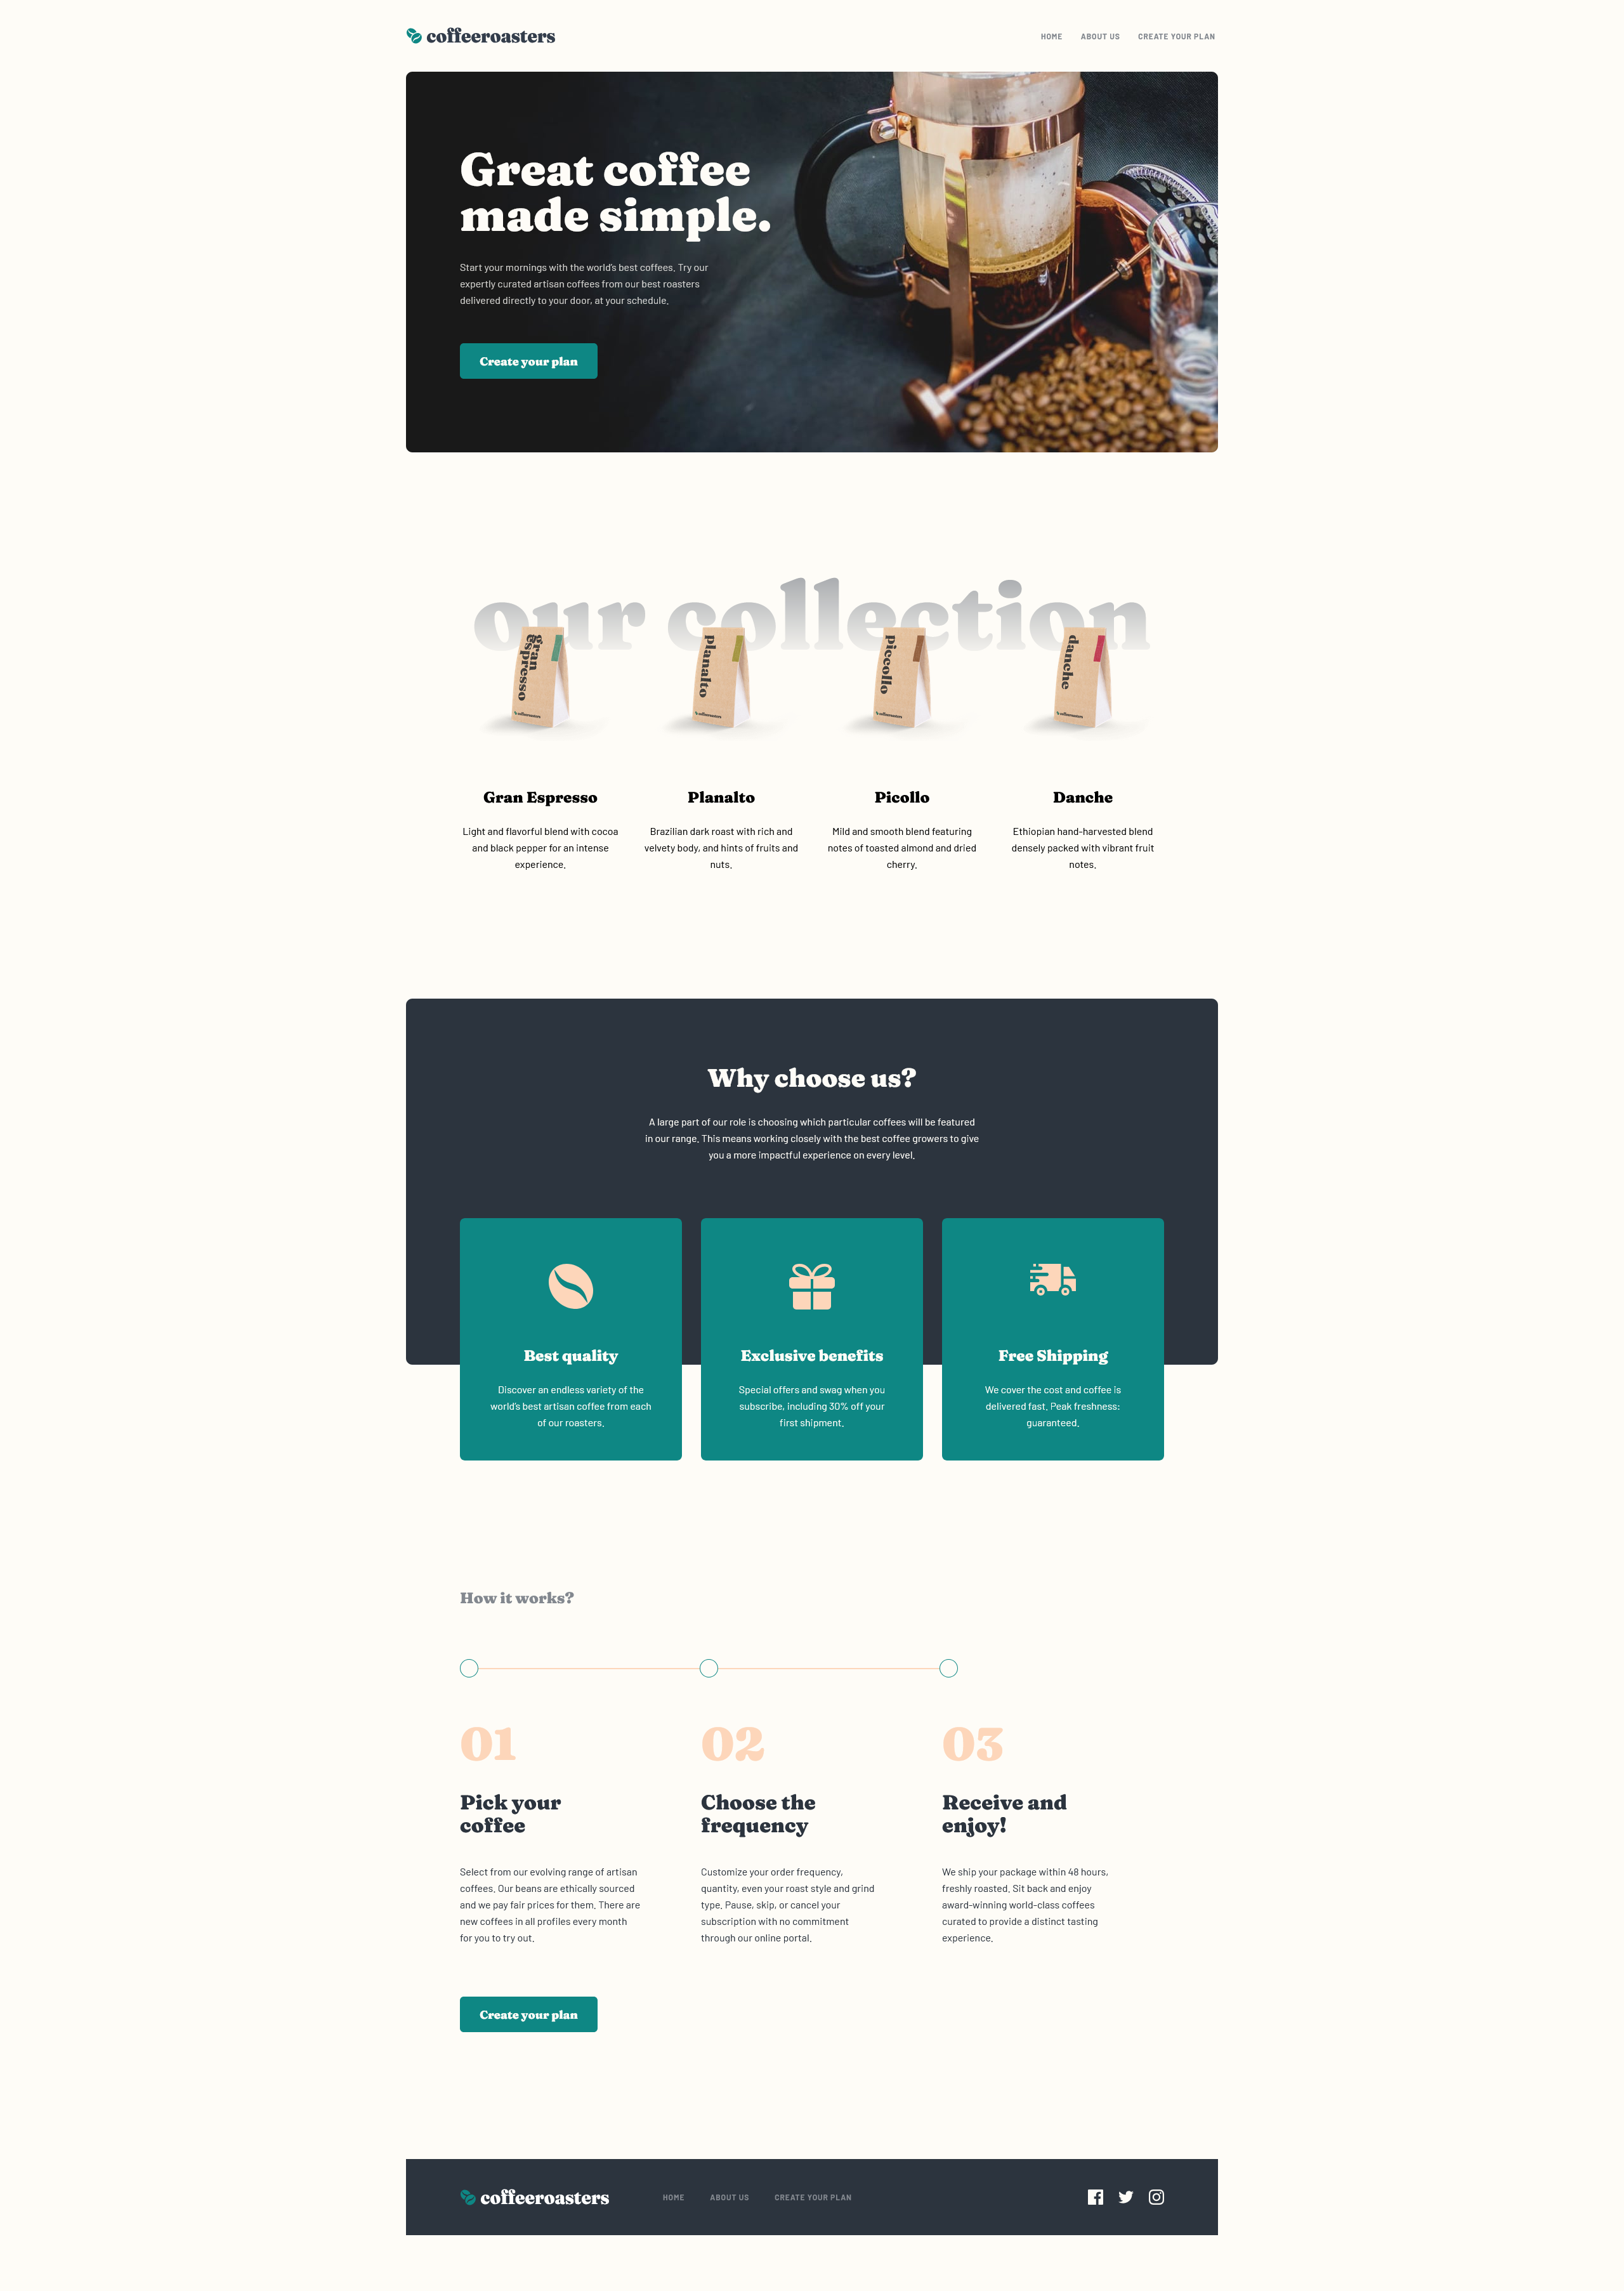 coffeeroasters
HOME
ABOUT US
CREATE YOUR PLAN
Great coffee
made simple.
Start your mornings with the world's best coffees. Try our
expertly curated artisan coffees from our best roasters
delivered directly to your door, at your schedule.
Create your plan
our collection
gran
espresso
coffeeroasters
planalto
coffeeroasters
piccollo
coffeeroasters
danche
coffeeroasters
Gran Espresso
Light and flavorful blend with cocoa
and black pepper for an intense
experience.
Planalto
Brazilian dark roast with rich and
velvety body, and hints of fruits and
nuts.
Picollo
Mild and smooth blend featuring
notes of toasted almond and dried
cherry.
Danche
Ethiopian hand-harvested blend
densely packed with vibrant fruit
notes.
Why choose us?
A large part of our role is choosing which particular coffees will be featured
in our range. This means working closely with the best coffee growers to give
you a more impactful experience on every level.
Best quality
Discover an endless variety of the
world's best artisan coffee from each
of our roasters.
Exclusive benefits
Special offers and swag when you
subscribe, including 30% off your
first shipment.
Free Shipping
We cover the cost and coffee is
delivered fast. Peak freshness:
guaranteed.
How it works?
01
Pick your
coffee
Select from our evolving range of artisan
coffees. Our beans are ethically sourced
and we pay fair prices for them. There are
new coffees in all profiles every month
for you to try out.
02
Choose the
frequency
Customize your order frequency,
quantity, even your roast style and grind
type. Pause, skip, or cancel your
subscription with no commitment
through our online portal.
03
Receive and
enjoy!
We ship your package within 48 hours,
freshly roasted. Sit back and enjoy
award-winning world-class coffees
curated to provide a distinct tasting
experience.
Create your plan
coffeeroasters
HOME
ABOUT US
CREATE YOUR PLAN